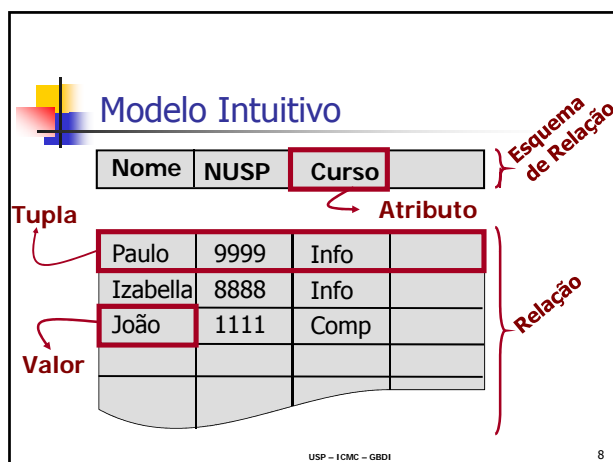 Modelo Intuitivo
Nome NUSP Curso
Esquema
de Relação
Atributo
Tupla
Paulo 9999 Info
Izabella 8888 Info
João 1111 Comp
Relação
Valor
USP – ICMC – GBDI
8